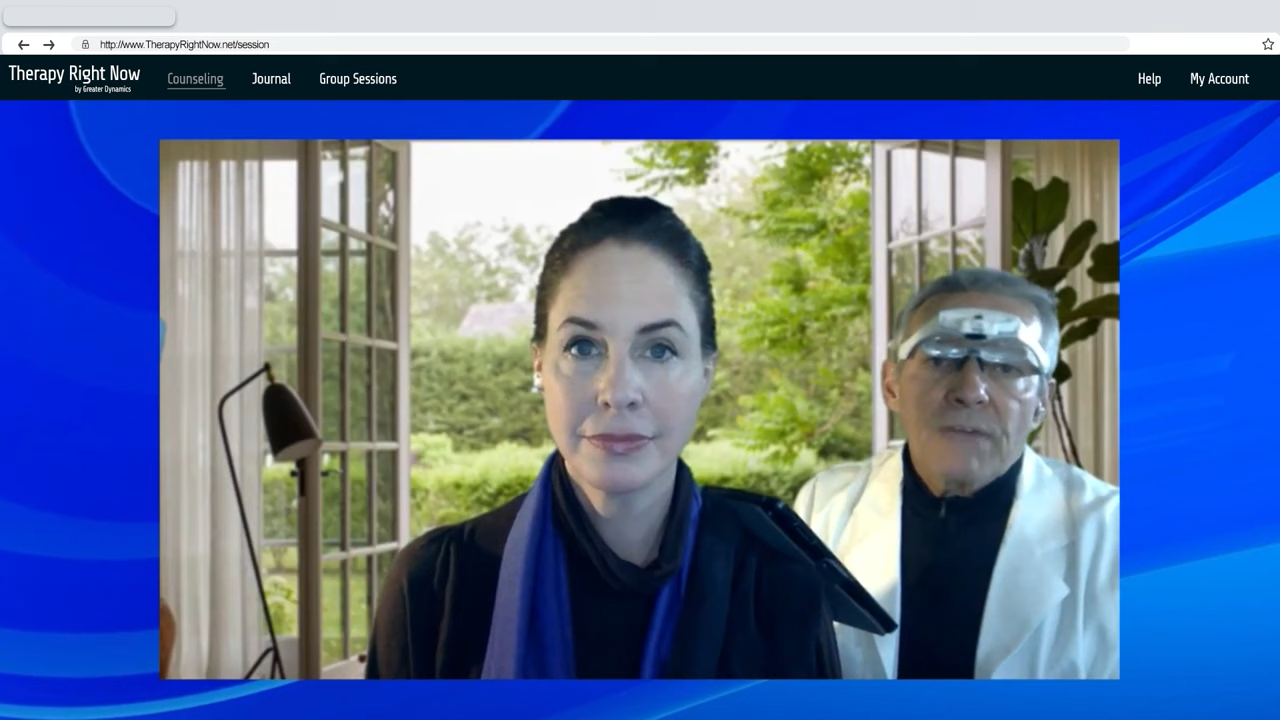 http://www.TherapyRightNow.net/session
Therapy Right Now
by Greater Dynamics
Counseling
Journal
Group Sessions
Help
My Account